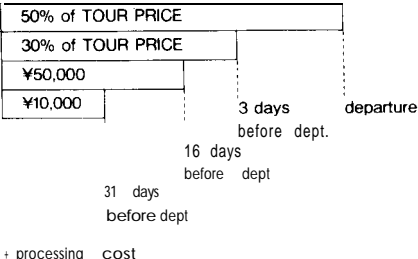 50% of TOUR PRICE
30% of TOUR PRICE
¥50,000
¥10,000
3 days departure
before dept.
16 days
before dept
31 days
before dept
+ processing cost